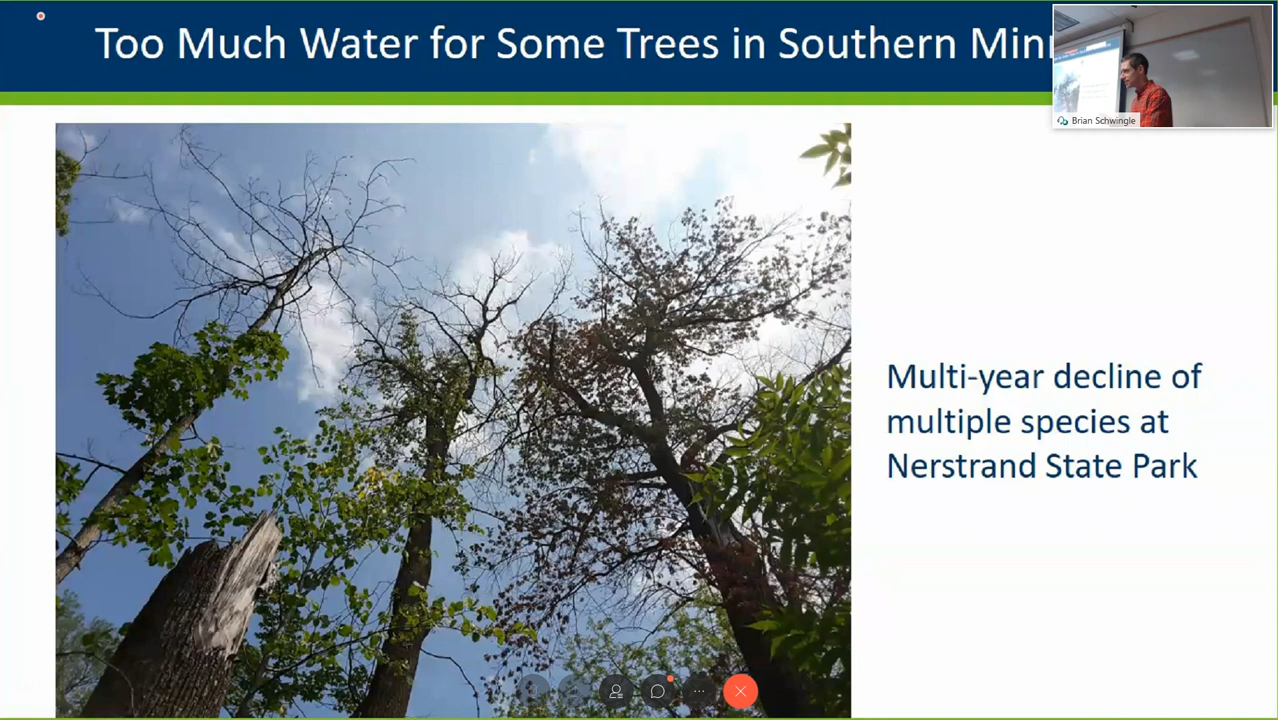 Too Much Water for Some Trees in Southern Min
Brian Schwingle
Multi-year decline of
multiple species at
Nerstrand State Park